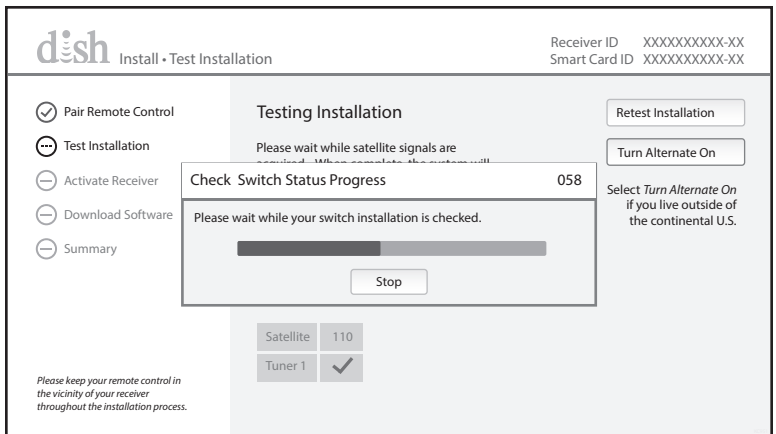 dish Install • Test Installation
Receiver ID XXXXXXXXXX-XX
Smart Card ID XXXXXXXXXX-XX
Pair Remote Control
Test Installation
Activate Receiver
Download Software
Summary
Please keep your remote control in
the vicinity of your receiver
throughout the installation process.
Testing Installation
Please wait while satellite signals are
Check Switch Status Progress 058
Please wait while your switch installation is checked.
Stop
Satellite 110
Tuner 1
Retest Installation
Turn Alternate On
Select Turn Alternate On
if you live outside of
the continental U.S.